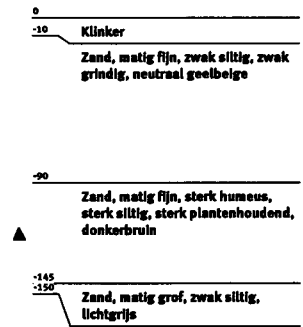 0
-10
Klinker
Zand, matig fijn, zwak siltig, zwak
grindig, neutraal geelbeige
-90
Zand, matig fijn, sterk humeus,
sterk siltig, sterk plantenhoudend,
donkerbruin
-145
-150
Zand, matig grof, zwak siltig,
lichtgrijs